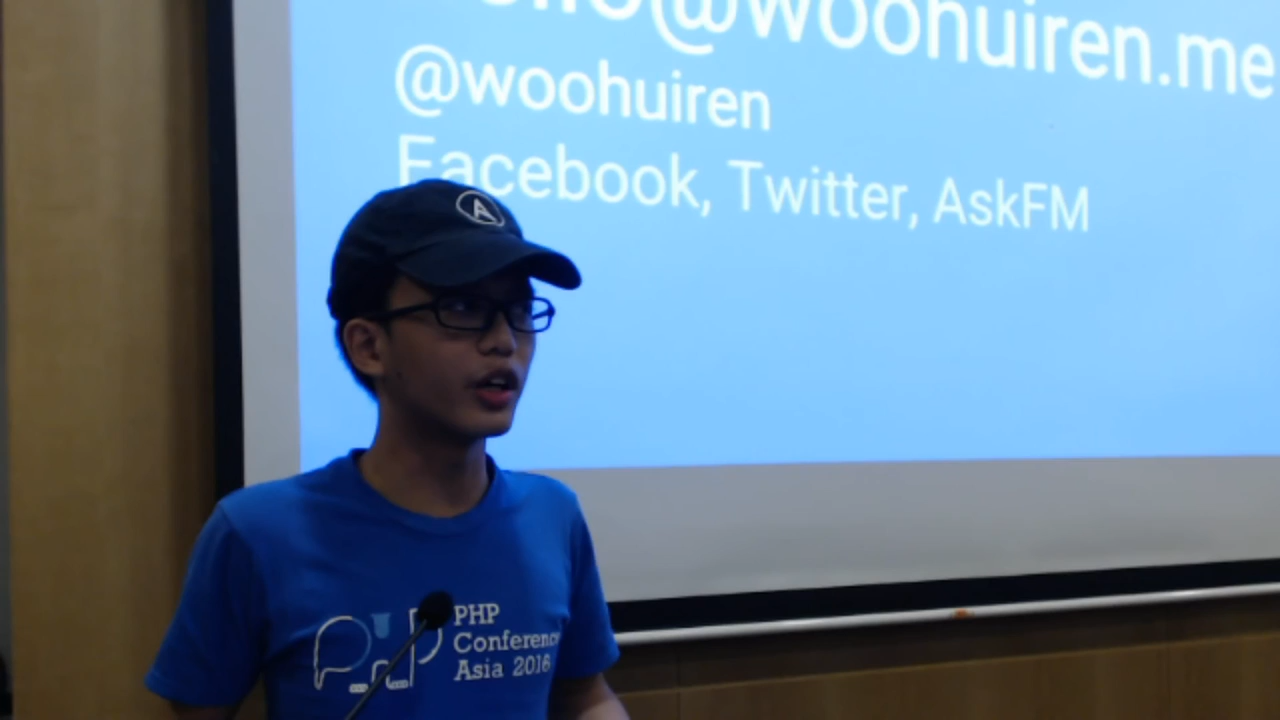 @woohuiren.me
@woohuiren
Facebook, Twitter, AskFM
A
PHP
Conference
Asia 2016